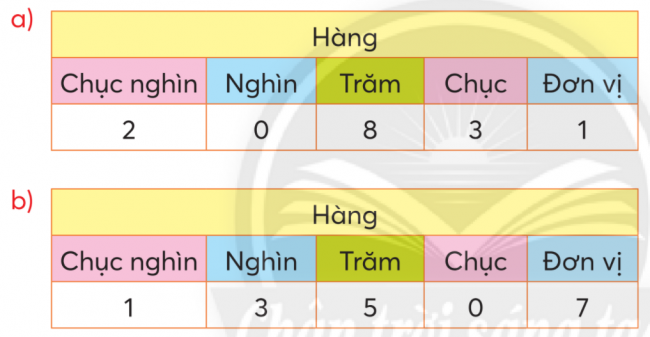 a)
Hàng
Chục nghìn Nghìn Trăm Chục Đơn vị
2 0 8 3 1
b)
Hàng
Chục nghìn Nghìn Trăm Chục Đơn vị
1 3 5 0 7
Chân trời sáng tạo